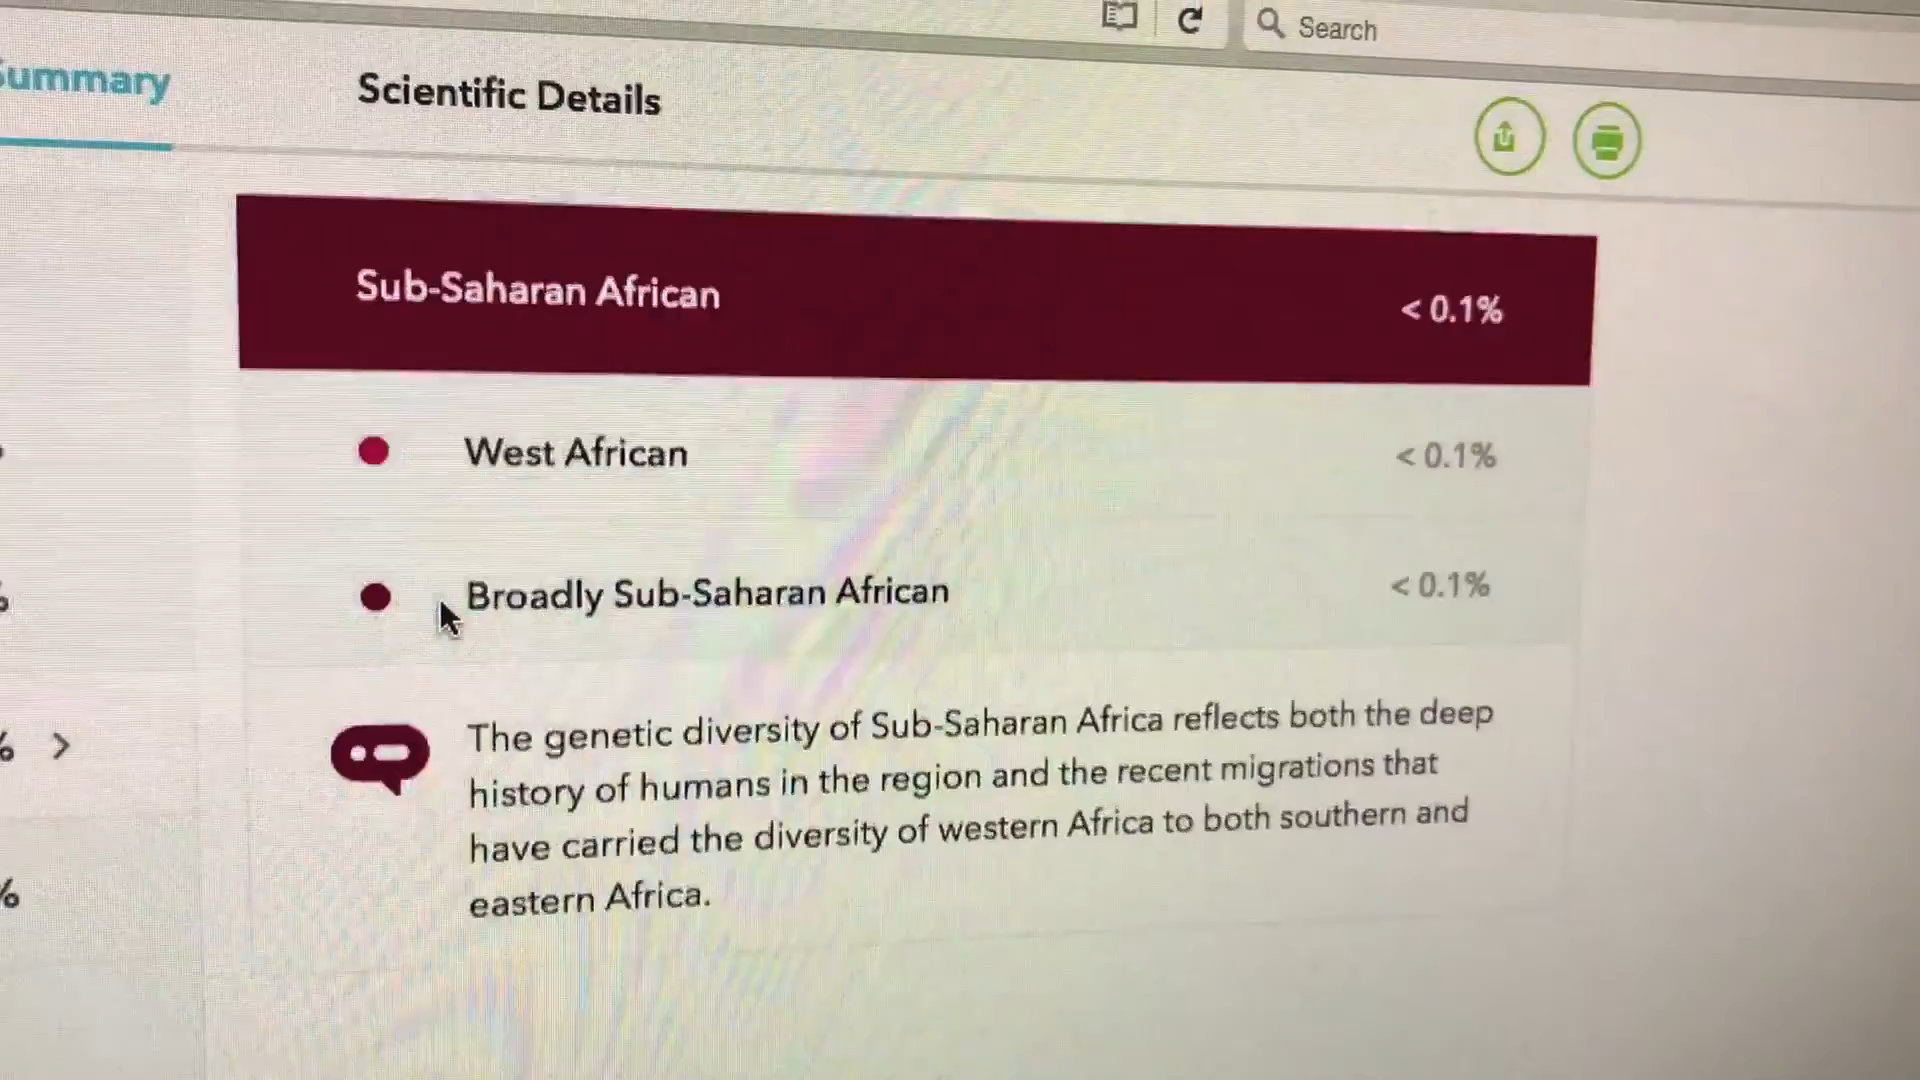 Search
Summary
Scientific Details
Sub-Saharan African
< 0.1%
West African
< 0.1%
Broadly Sub-Saharan African
< 0.1%
The genetic diversity of Sub-Saharan Africa reflects both the deep
history of humans in the region and the recent migrations that
have carried the diversity of western Africa to both southern and
eastern Africa.
%
%
%